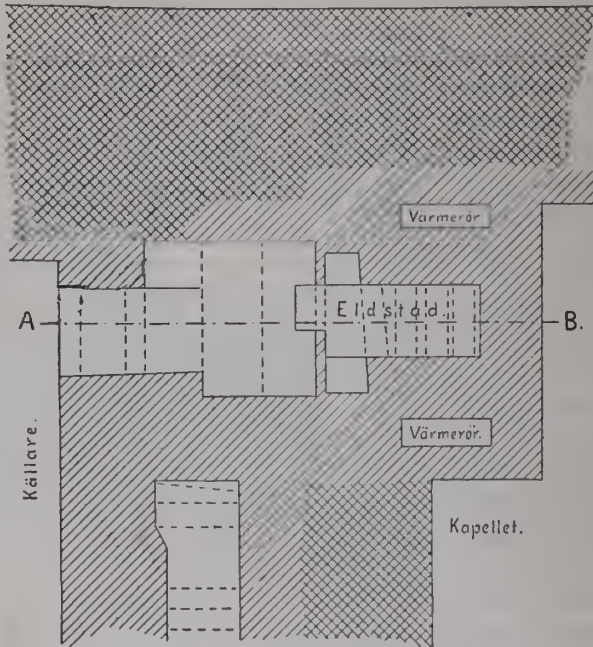 Värmerör
A
Eldstad.
B.
Värmerör.
Källare.
Kapellet.